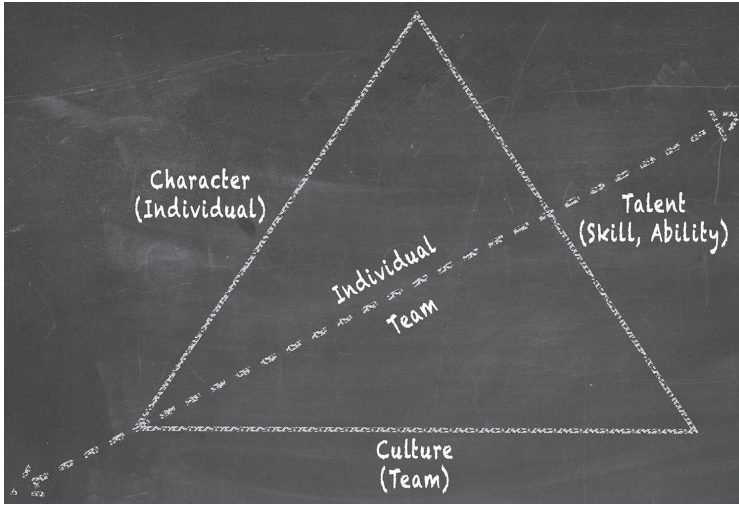 Character
(Individual)
Talent
(Skill, Ability)
Individual
Team
Culture
(Team)